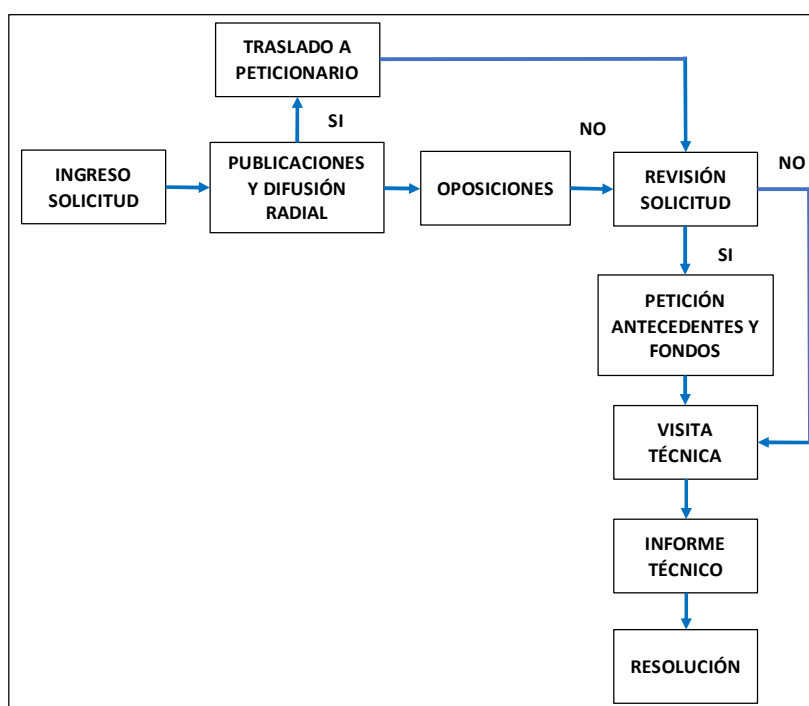 TRASLADO A
PETICIONARIO
SI
NO
INGRESO
SOLICITUD
PUBLICACIONES
Y DIFUSIÓN
RADIAL
OPOSICIONES
REVISIÓN
SOLICITUD
NO
SI
PETICIÓN
ANTECEDENTES Y
FONDOS
VISITA
TÉCNICA
INFORME
TÉCNICO
RESOLUCIÓN